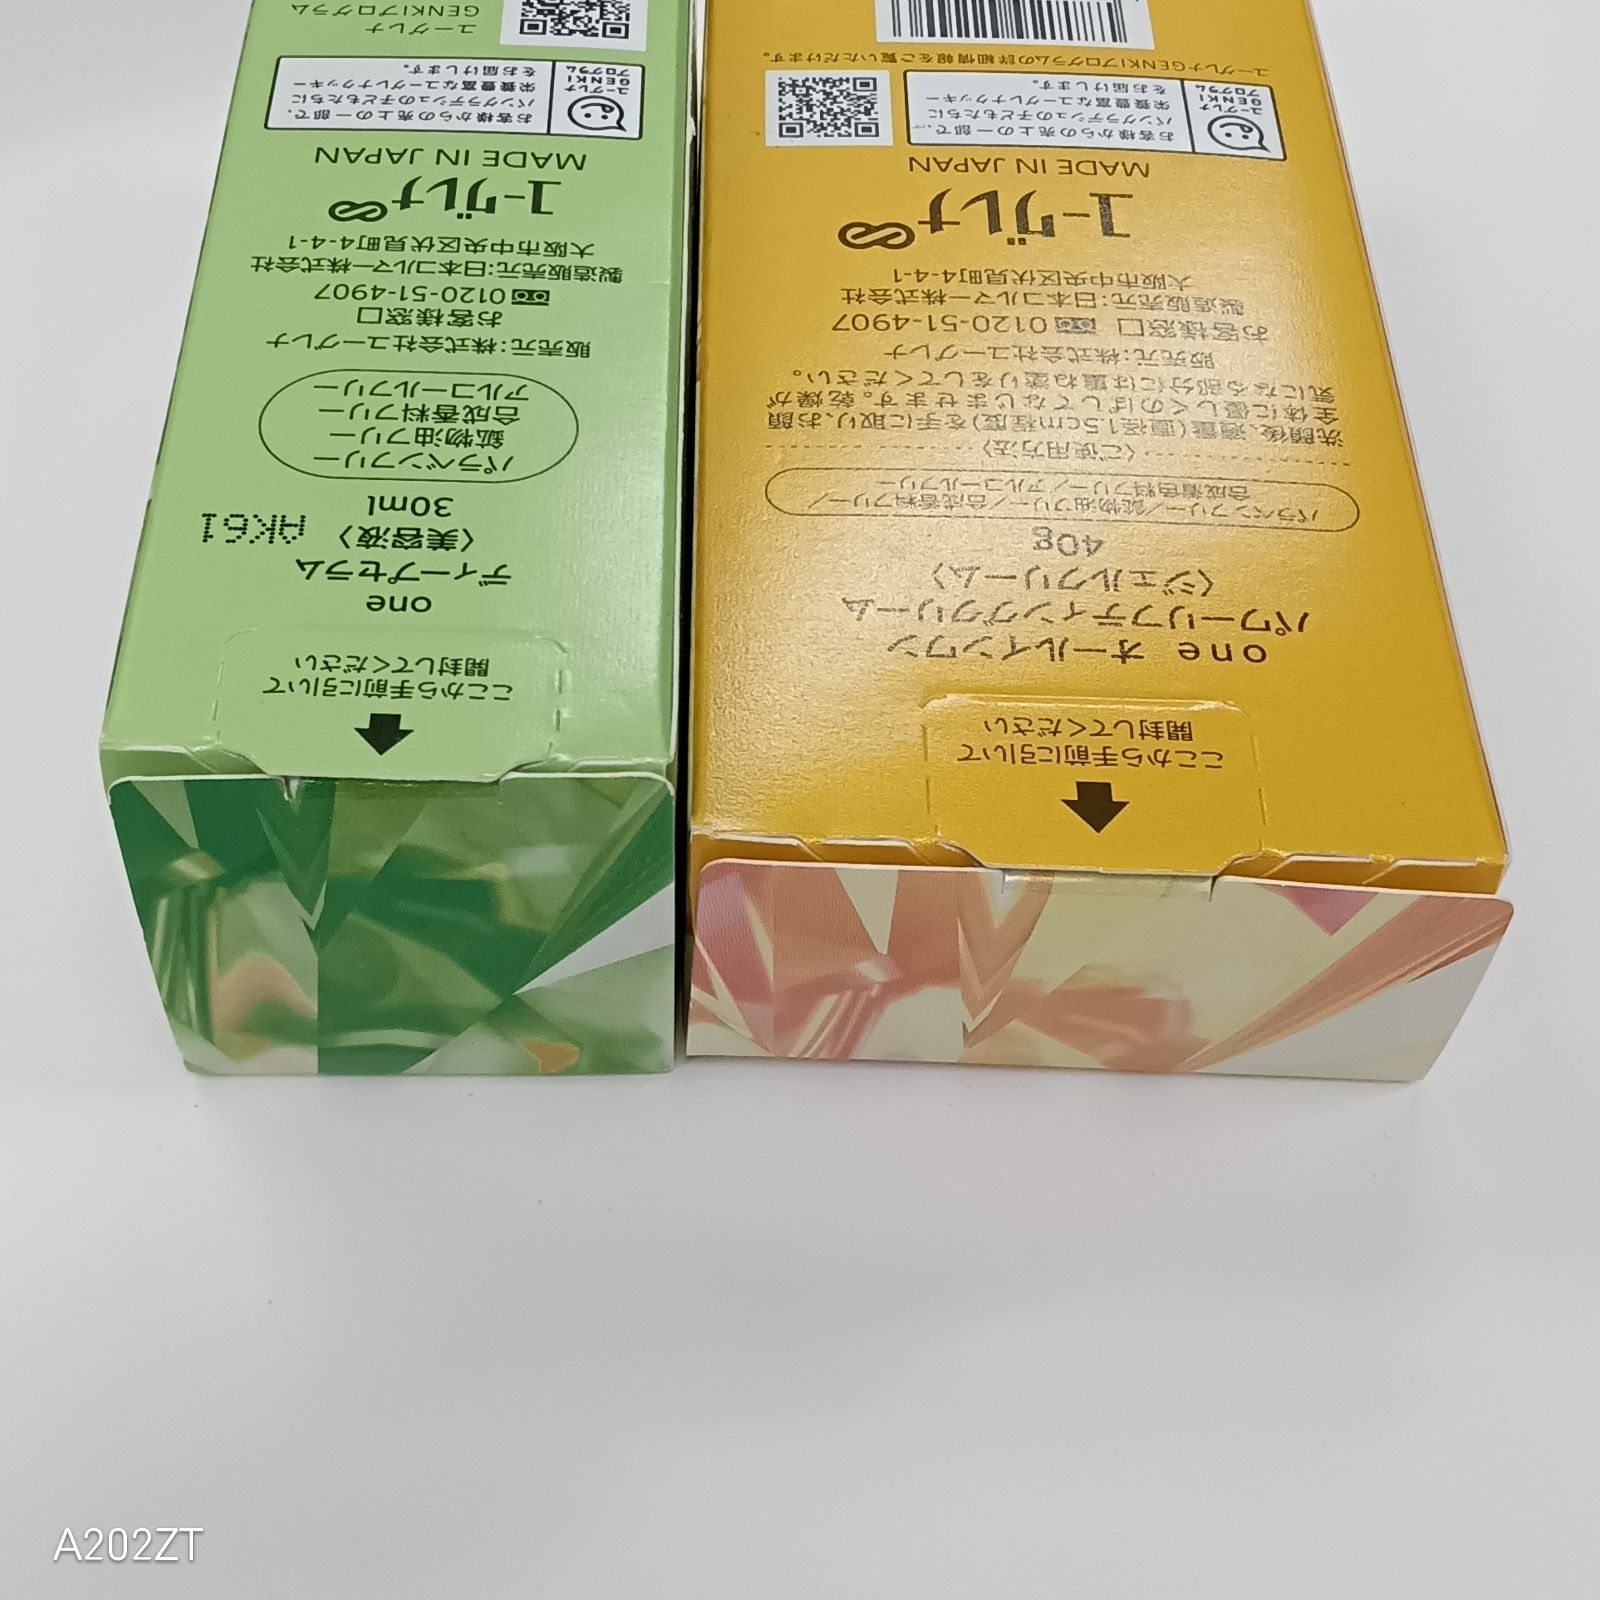 ここから手前に引いて
開封してください
one
ディープセラム
〈美容液〉
30ml
AK61
パラベンフリー
鉱物油フリー
合成香料フリー
アルコールフリー
販売元:株式会社ユーグレナ
お客様窓口
0120-51-4907
製造販売元:日本コルマー株式会社
大阪市中央区伏見町4-4-1
ユーグレナ
MADE IN JAPAN
ユーグレナ
GENKI
プログラム
お客様からの売上の一部で、
バングラデシュの子どもたちに
栄養豊富なユーグレナクッキー
をお届けします。
ユーグレナ
GENKIプログラム
ここから手前に引いて
開封してください
one オールインワン
パワーリフティングクリーム
〈ジェルクリーム〉
40g
パラベンフリー/鉱物油フリー/合成香料フリー/
合成着色料フリー/アルコールフリー
〈ご使用方法〉
洗顔後、適量(直径1.5cm程度)を手に取り、お顔
全体に優しくのばしてなじませます。乾燥が
気になる部分には重ね塗りをしてください。
販売元:株式会社ユーグレナ
お客様窓口 0120-51-4907
製造販売元:日本コルマー株式会社
大阪市中央区伏見町4-4-1
ユーグレナ
MADE IN JAPAN
ユーグレナ
GENKI
プログラム
お客様からの売上の一部で、
バングラデシュの子どもたちに
栄養豊富なユーグレナクッキー
をお届けします。
ユーグレナGENKIプログラムの詳細情報をご覧いただけます。
A202ZT